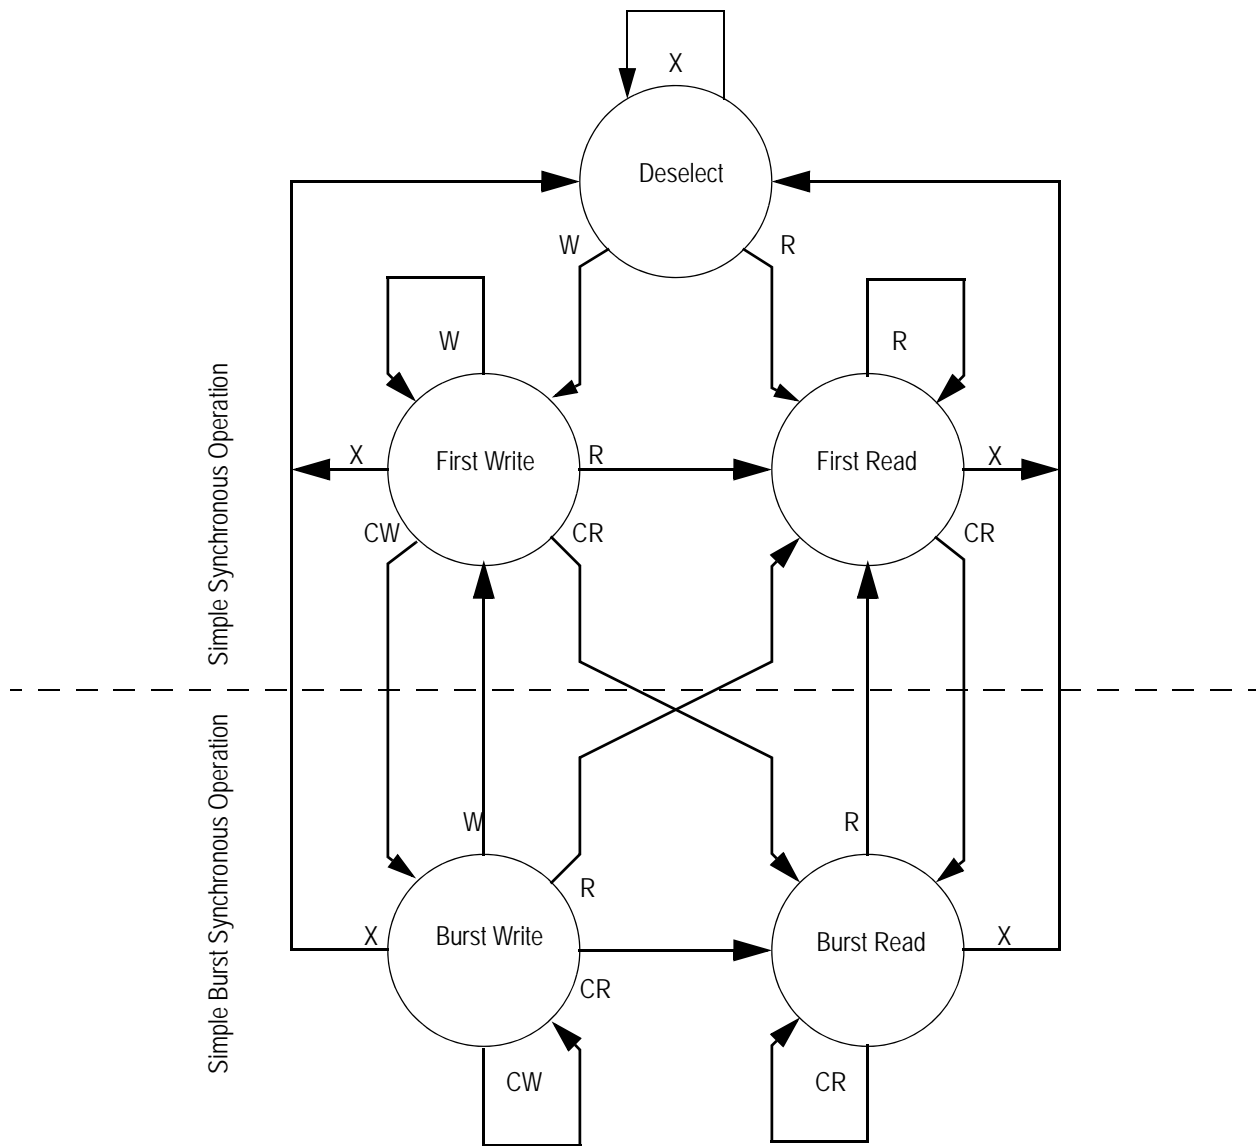 X
Deselect
W
R
W
R
X
First Write
R
First Read
X
CW
CR
CR
Simple Synchronous Operation
Simple Burst Synchronous Operation
W
R
R
X
Burst Write
Burst Read
X
CR
CW
CR